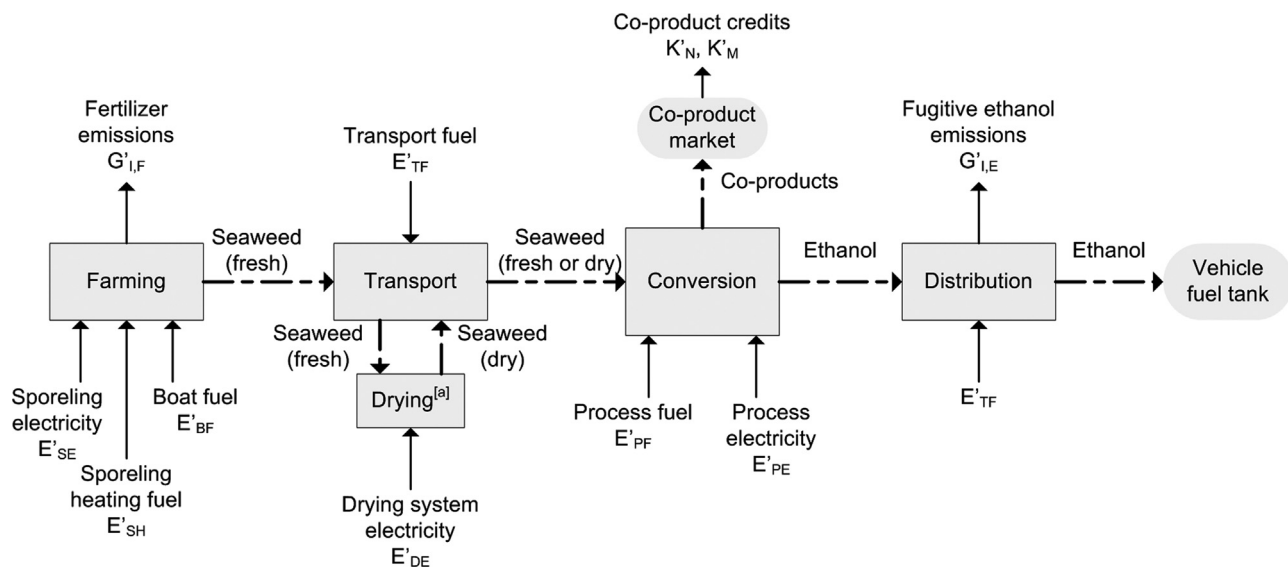 Co-product credits
K'N, K'M
Fertilizer
emissions
G'I,F
Transport fuel
E'TF
Co-product
market
Fugitive ethanol
emissions
G'I,E
Co-products
Farming
Seaweed
(fresh)
Transport
Seaweed
(fresh or dry)
Conversion
Ethanol
Distribution
Ethanol
Vehicle
fuel tank
Seaweed
(fresh)
Seaweed
(dry)
Drying[a]
Sporeling
electricity
E'SE
Sporeling
heating fuel
E'SH
Boat fuel
E'BF
Drying system
electricity
E'DE
Process fuel
E'PF
Process
electricity
E'PE
E'TF